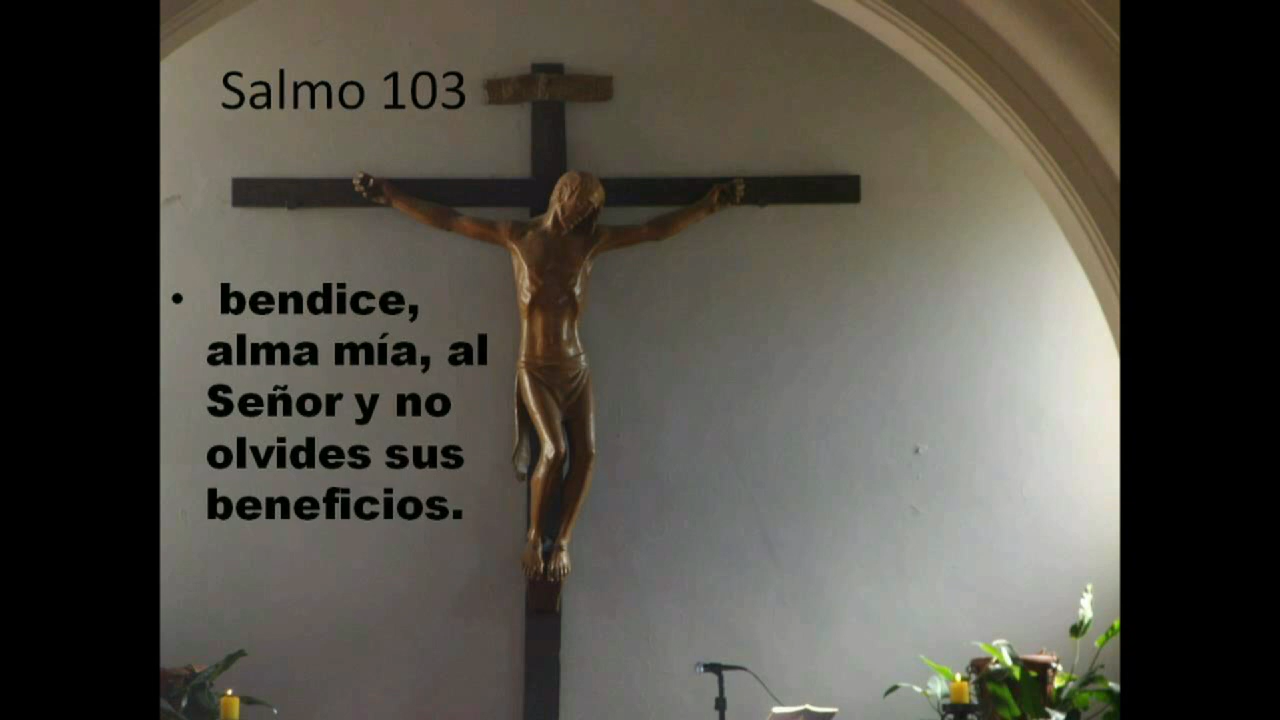 Salmo 103
• bendice,
alma mía, al
Señor y no
olvides sus
beneficios.